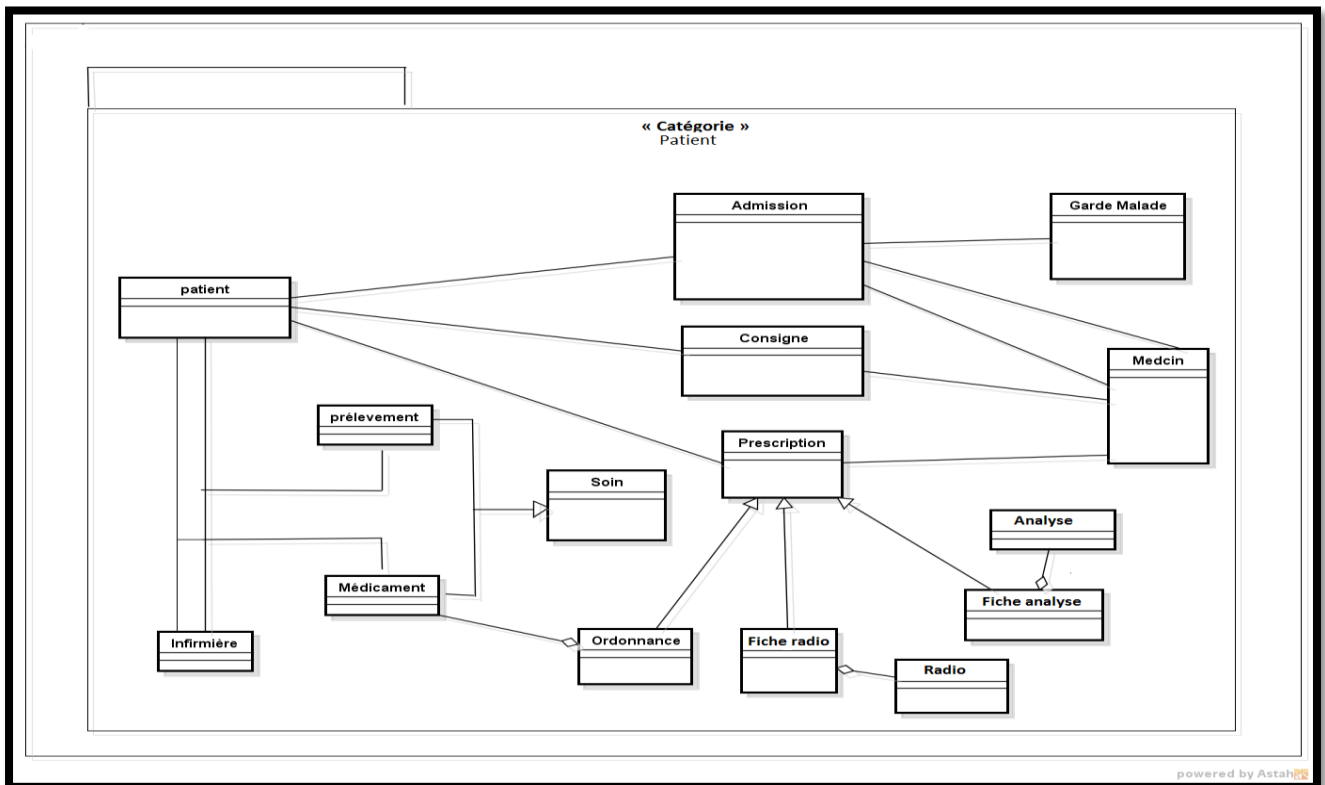 « Catégorie »
Patient
Admission
Garde Malade
patient
Consigne
Medcin
prélevement
Prescription
Soin
Analyse
Médicament
Fiche analyse
Infirmière
Ordonnance
Fiche radio
Radio
powered by Astah